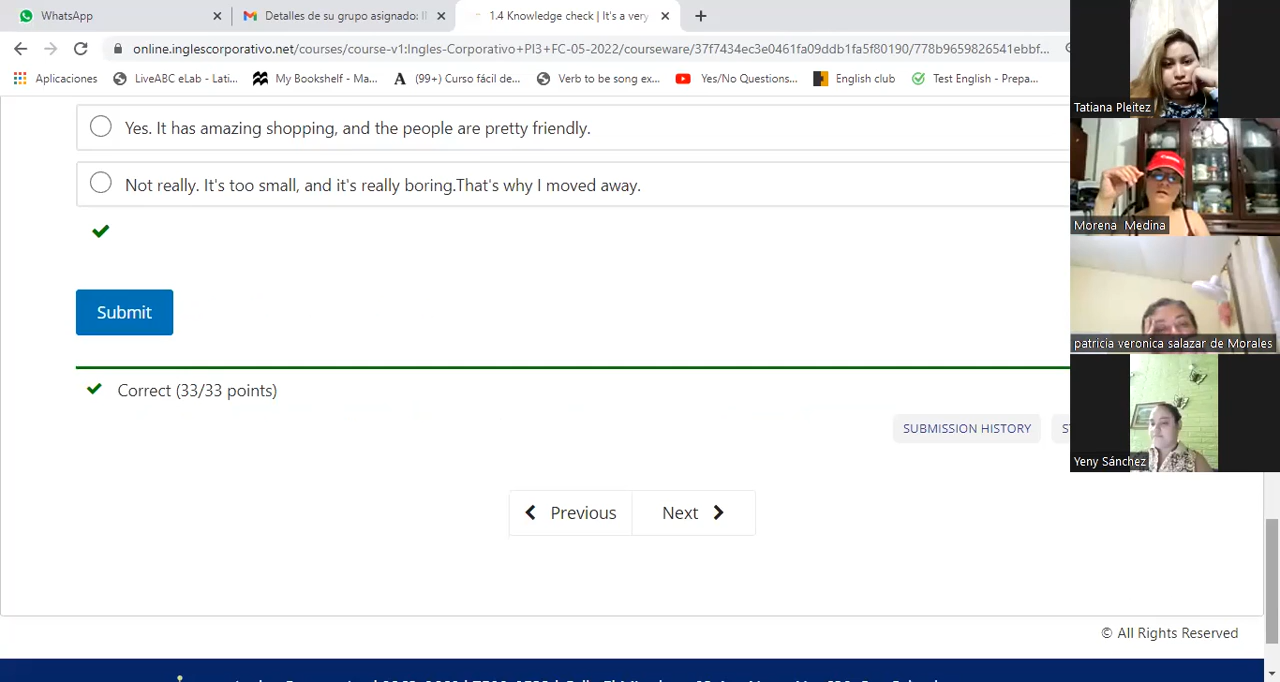 WhatsApp
Detalles de su grupo asignado: I
1.4 Knowledge check | It's a very
online.inglescorporativo.net/courses/course-v1:Ingles-Corporativo+PI3+FC-05-2022/courseware/37f7434ec3e0461fa09ddb1fa5f80190/778b9659826541ebbf...
Aplicaciones
LiveABC eLab - Lati...
My Bookshelf - Ma...
(99+) Curso fácil de...
Verb to be song ex...
Yes/No Questions...
English club
Test English - Prepa...
Tatiana Pleitez
Yes. It has amazing shopping, and the people are pretty friendly.
Not really. It's too small, and it's really boring.That's why I moved away.
Morena Medina
Submit
patricia veronica salazar de Morales
Correct (33/33 points)
SUBMISSION HISTORY
Yeny Sánchez
Previous
Next
© All Rights Reserved